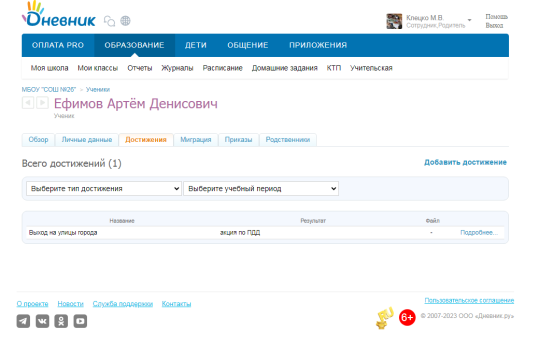 Дневник
Клецко М.В.
Сотрудник, Родитель
Помощь
Выход
ОПЛАТА PRO ОБРАЗОВАНИЕ ДЕТИ ОБЩЕНИЕ ПРИЛОЖЕНИЯ
Моя школа Мои классы Отчеты Журналы Расписание Домашние задания КТП Учительская
МБОУ "СОШ №26" Ученики
Ефимов Артём Денисович
Ученик
Обзор Личные данные Достижения Миграция Приказы Родственники
Всего достижений (1) Добавить достижение
Выберите тип достижения Выберите учебный период
Название Результат Файл
Выход на улицы города акция по ПДД - Подробнее...
О проекте Новости Служба поддержки Контакты Пользовательское соглашение
6+ © 2007-2023 ООО «Дневник.ру»